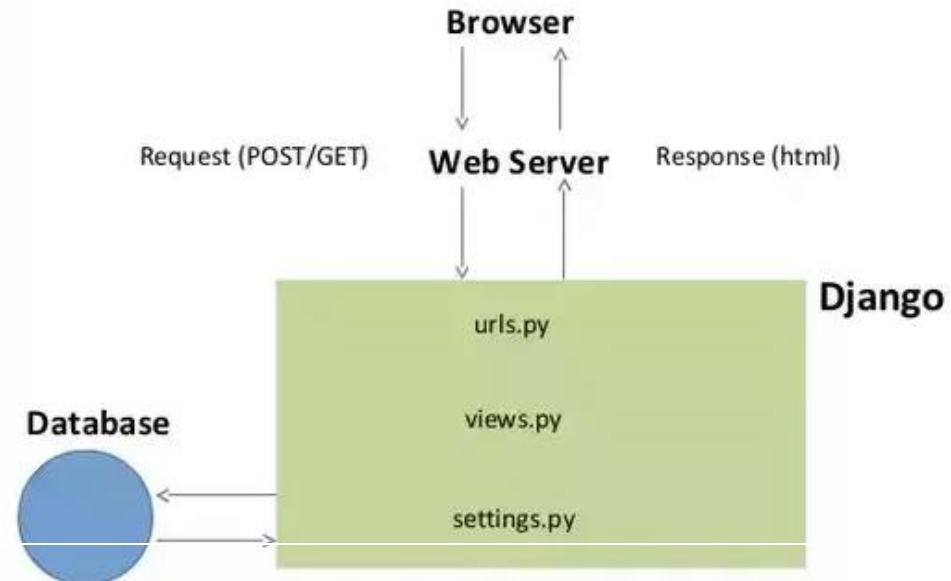 Browser
Request (POST/GET)
Web Server
Response (html)
Django
urls.py
views.py
Database
settings.py